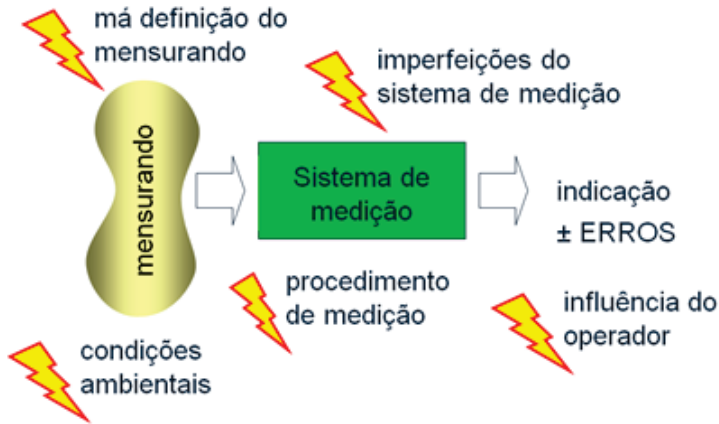 má definição do
mensurando
imperfeições do
sistema de medição
mensurando
Sistema de
medição
indicação
± ERROS
procedimento
de medição
influência do
operador
condições
ambientais